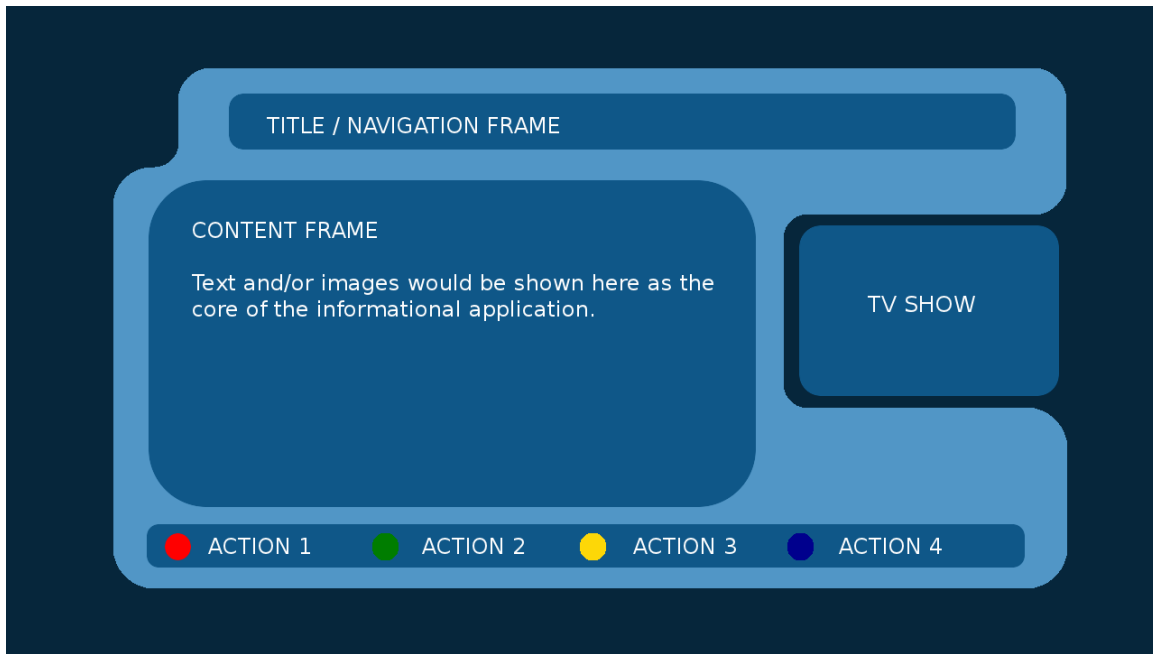 TITLE / NAVIGATION FRAME
CONTENT FRAME
Text and/or images would be shown here as the
core of the informational application.
TV SHOW
ACTION 1
ACTION 2
ACTION 3
ACTION 4